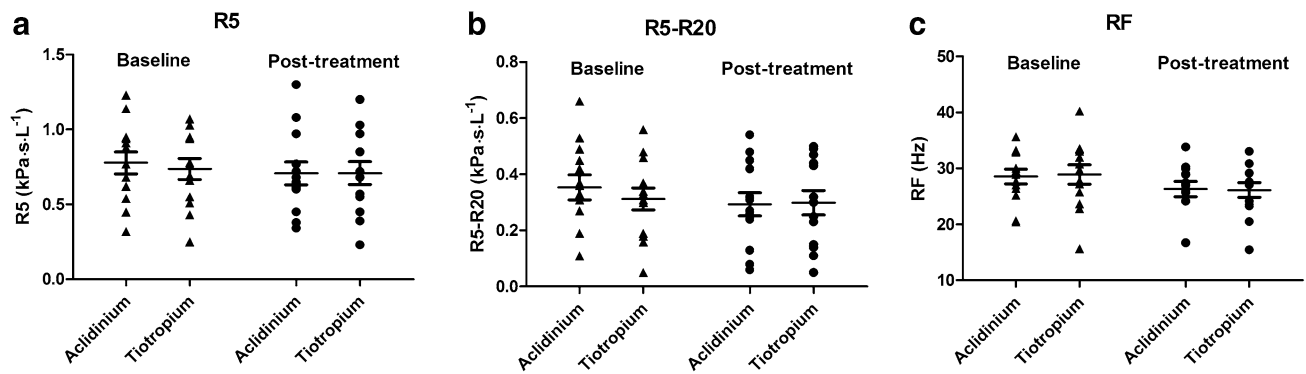 a
R5
R5 (kPa·s·L⁻¹)
1.5
1.0
0.5
0.0
Baseline
Post-treatment
Aclidinium
Tiotropium
Aclidinium
Tiotropium
b
R5-R20
R5-R20 (kPa·s·L⁻¹)
0.8
0.6
0.4
0.2
0.0
Baseline
Post-treatment
Aclidinium
Tiotropium
Aclidinium
Tiotropium
c
RF
RF (Hz)
50
40
30
20
10
Baseline
Post-treatment
Aclidinium
Tiotropium
Aclidinium
Tiotropium